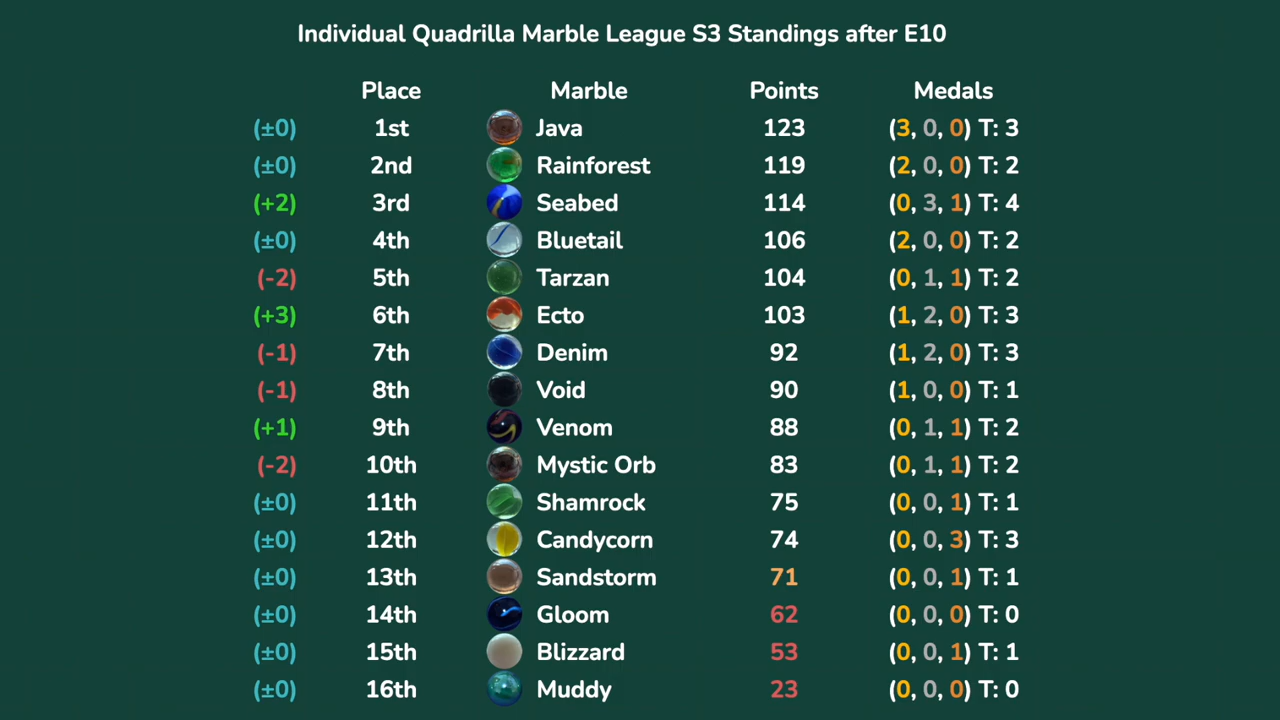 Individual Quadrilla Marble League S3 Standings after E10
Place Marble Points Medals
(±0) 1st Java 123 (3, 0, 0) T: 3
(±0) 2nd Rainforest 119 (2, 0, 0) T: 2
(+2) 3rd Seabed 114 (0, 3, 1) T: 4
(±0) 4th Bluetail 106 (2, 0, 0) T: 2
(-2) 5th Tarzan 104 (0, 1, 1) T: 2
(+3) 6th Ecto 103 (1, 2, 0) T: 3
(-1) 7th Denim 92 (1, 2, 0) T: 3
(-1) 8th Void 90 (1, 0, 0) T: 1
(+1) 9th Venom 88 (0, 1, 1) T: 2
(-2) 10th Mystic Orb 83 (0, 1, 1) T: 2
(±0) 11th Shamrock 75 (0, 0, 1) T: 1
(±0) 12th Candycorn 74 (0, 0, 3) T: 3
(±0) 13th Sandstorm 71 (0, 0, 1) T: 1
(±0) 14th Gloom 62 (0, 0, 0) T: 0
(±0) 15th Blizzard 53 (0, 0, 1) T: 1
(±0) 16th Muddy 23 (0, 0, 0) T: 0